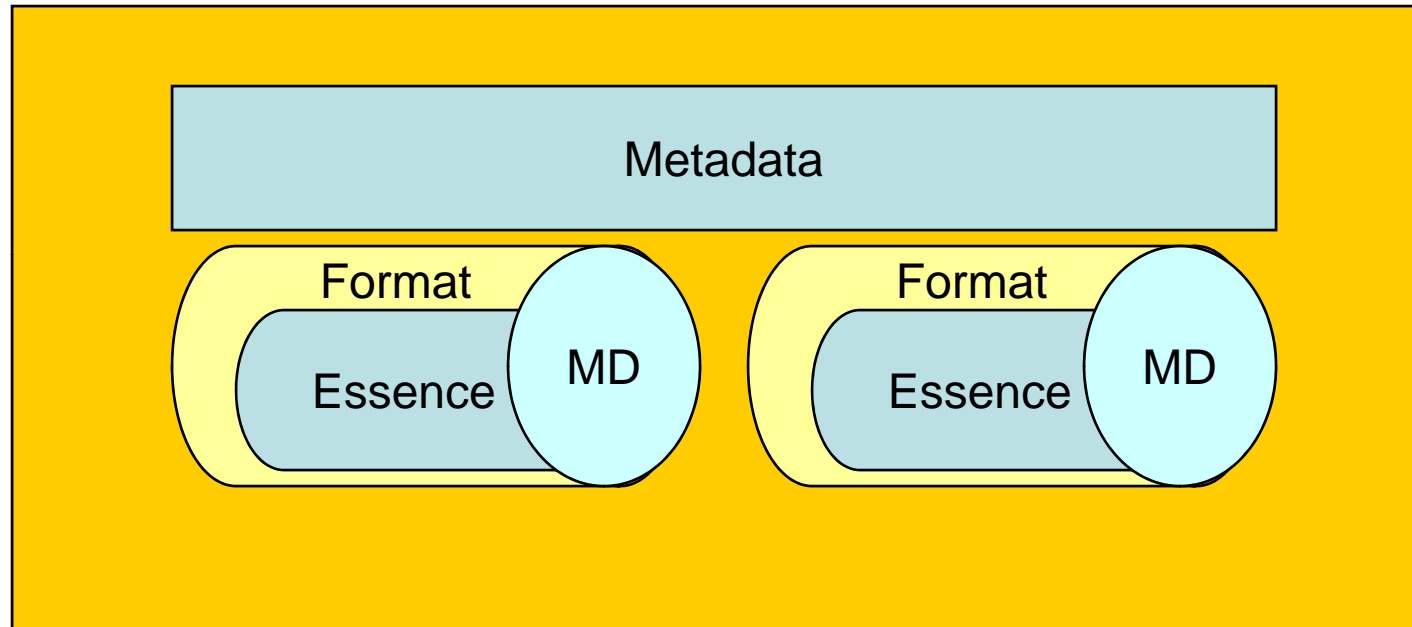 Metadata
Format
Essence
MD
Format
Essence
MD